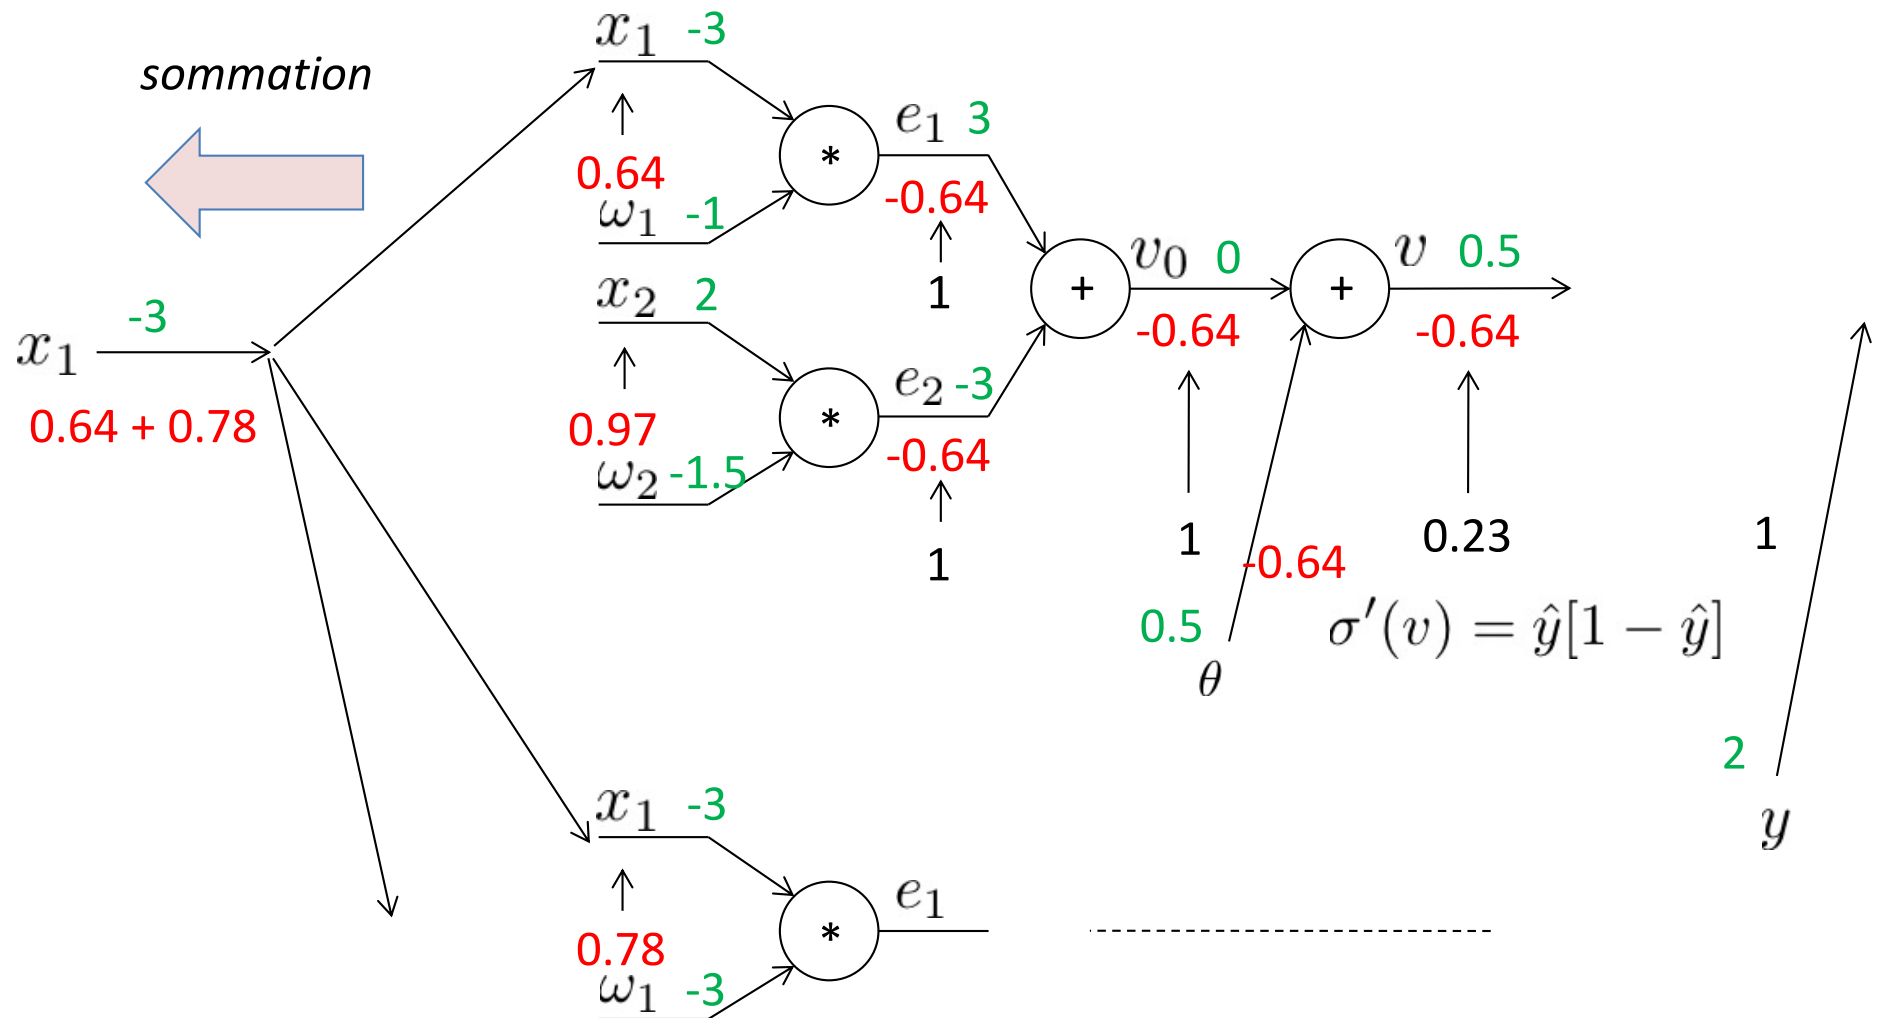 sommation
x₁ -3
0.64 + 0.78
x₁ -3
0.64
ω₁ -1
*
e₁ 3
-0.64
1
x₂ 2
0.97
ω₂ -1.5
*
e₂ -3
-0.64
1
+
v₀ 0
-0.64
1
+
v 0.5
-0.64
0.23
σ′(v) = ŷ[1 − ŷ]
-0.64
0.5
θ
1
2
y
x₁ -3
0.78
ω₁ -3
*
e₁